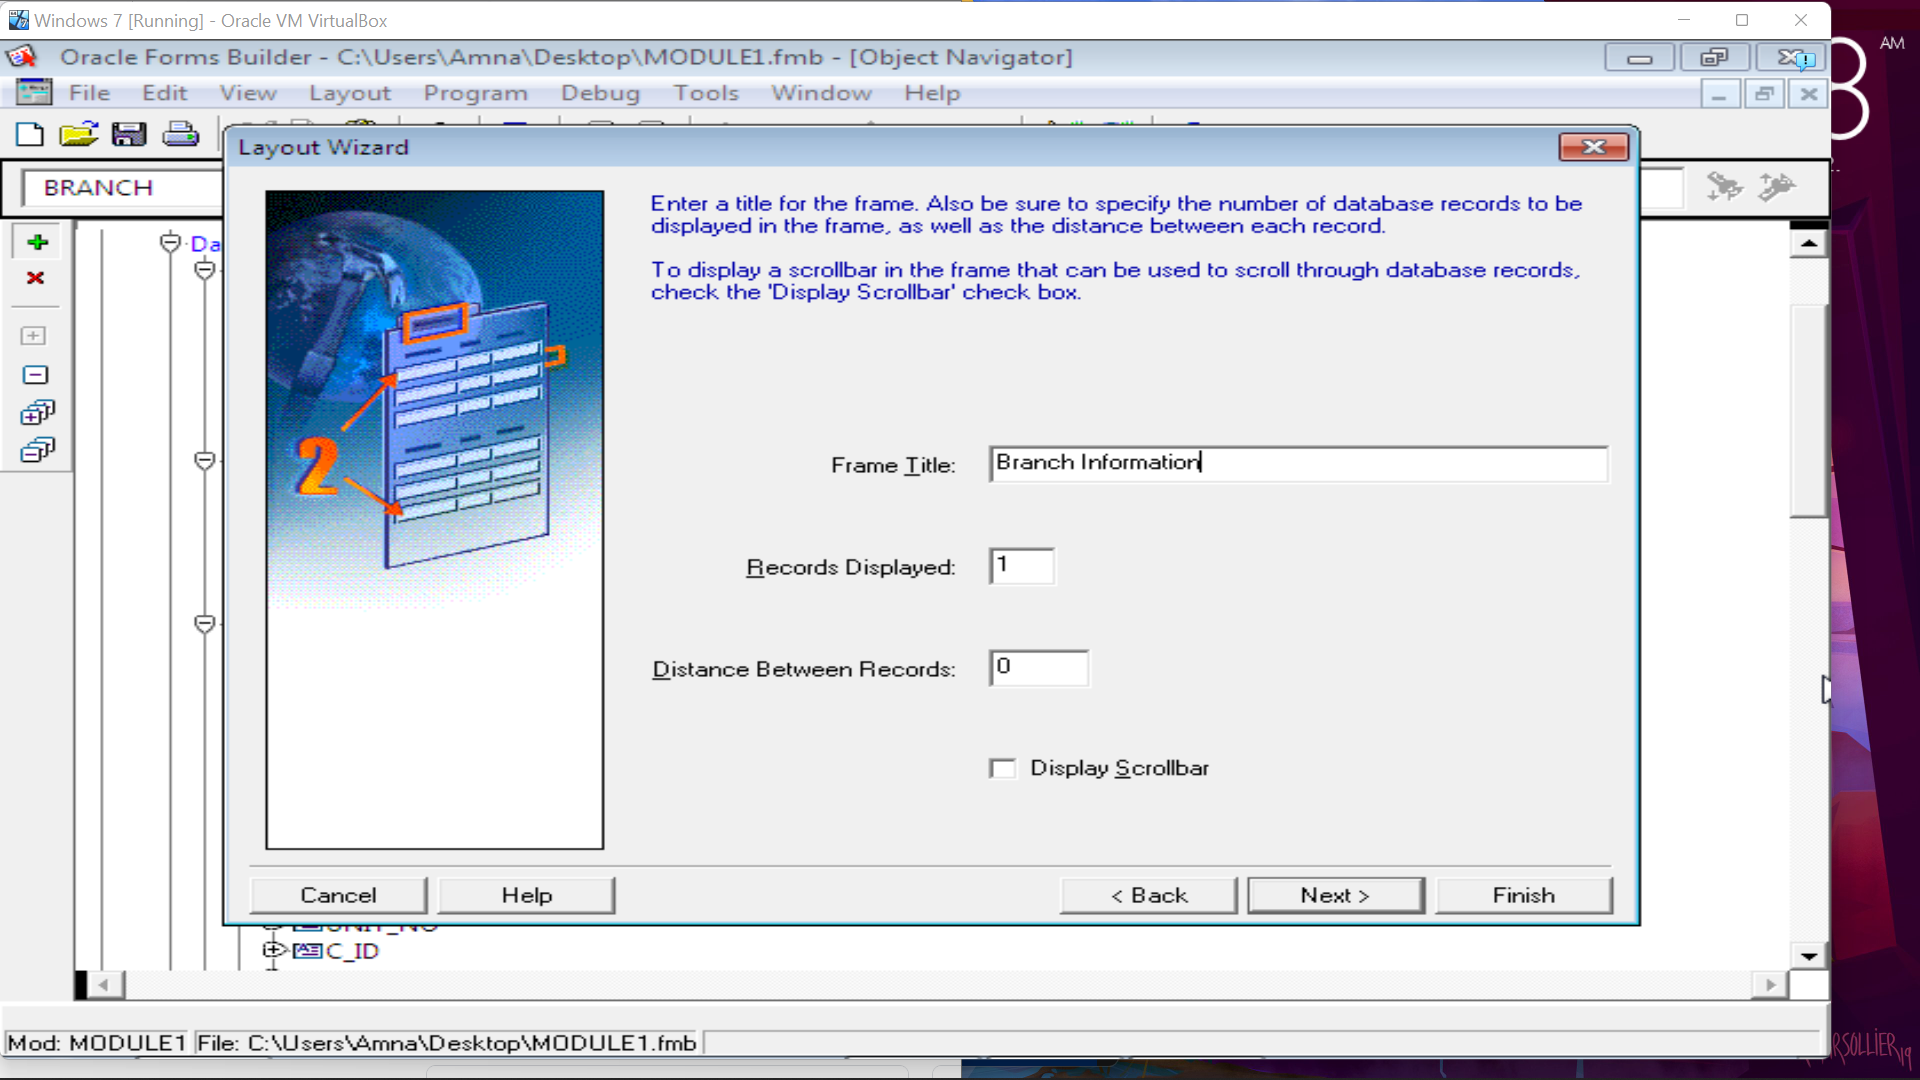 Windows 7 [Running] - Oracle VM VirtualBox
AM
Oracle Forms Builder - C:\Users\Amna\Desktop\MODULE1.fmb - [Object Navigator]
File Edit View Layout Program Debug Tools Window Help
Layout Wizard
BRANCH
Da
Enter a title for the frame. Also be sure to specify the number of database records to be
displayed in the frame, as well as the distance between each record.
To display a scrollbar in the frame that can be used to scroll through database records,
check the 'Display Scrollbar' check box.
2
Frame Title: Branch Information
Records Displayed: 1
Distance Between Records: 0
Display Scrollbar
Cancel Help < Back Next > Finish
UNIT_NO
C_ID
Mod: MODULE1 File: C:\Users\Amna\Desktop\MODULE1.fmb